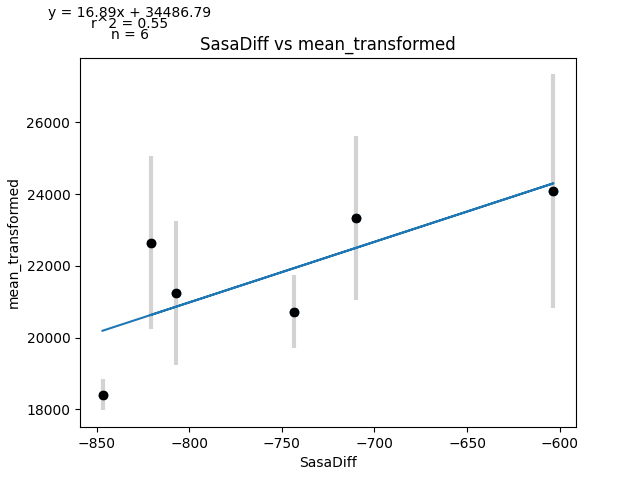 y = 16.89x + 34486.79
r^2 = 0.55
n = 6
SasaDiff vs mean_transformed
26000
24000
22000
20000
18000
mean_transformed
−850
−800
−750
−700
−650
−600
SasaDiff